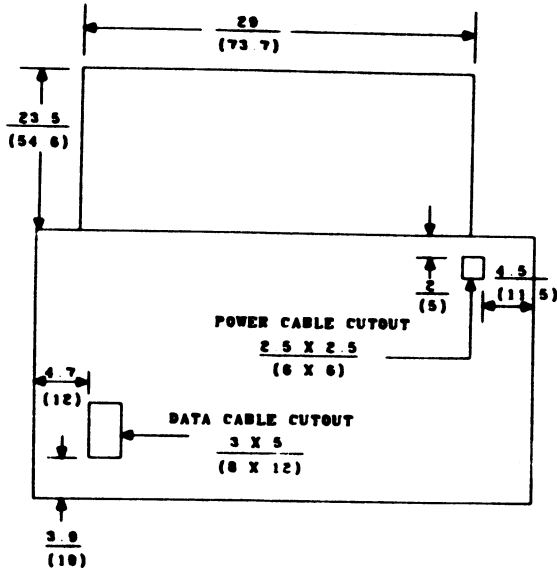 29
(73.7)
23 5
(54 6)
4.5
(11 5)
2
(5)
POWER CABLE CUTOUT
2.5 X 2.5
(6 X 6)
4.7
(12)
DATA CABLE CUTOUT
3 X 5
(8 X 12)
3.9
(10)